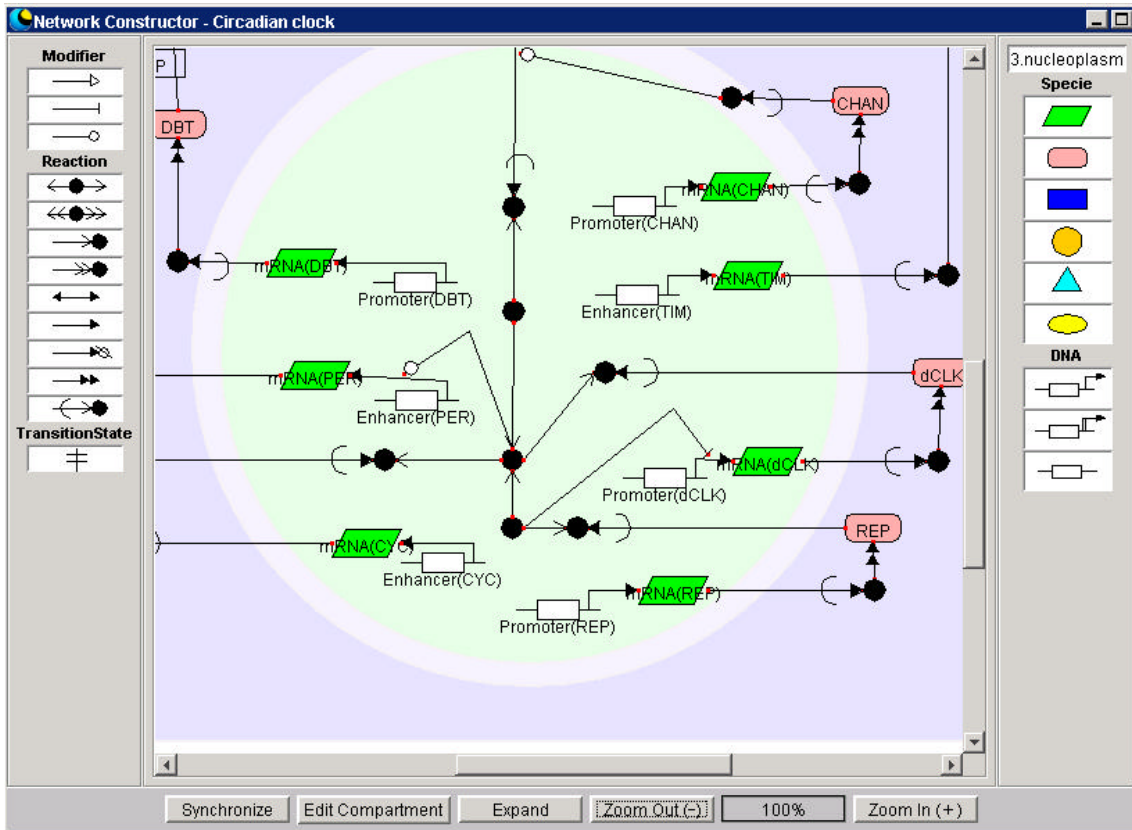 Network Constructor - Circadian clock
Modifier
Reaction
TransitionState
P
DBT
CHAN
mRNA(CHAN)
Promoter(CHAN)
mRNA(DBT)
Promoter(DBT)
mRNA(TIM)
Enhancer(TIM)
mRNA(PER)
Enhancer(PER)
dCLK
mRNA(dCLK)
Promoter(dCLK)
REP
mRNA(CYC)
Enhancer(CYC)
mRNA(REP)
Promoter(REP)
3.nucleoplasm
Specie
DNA
Synchronize
Edit Compartment
Expand
Zoom Out (-)
100%
Zoom In (+)